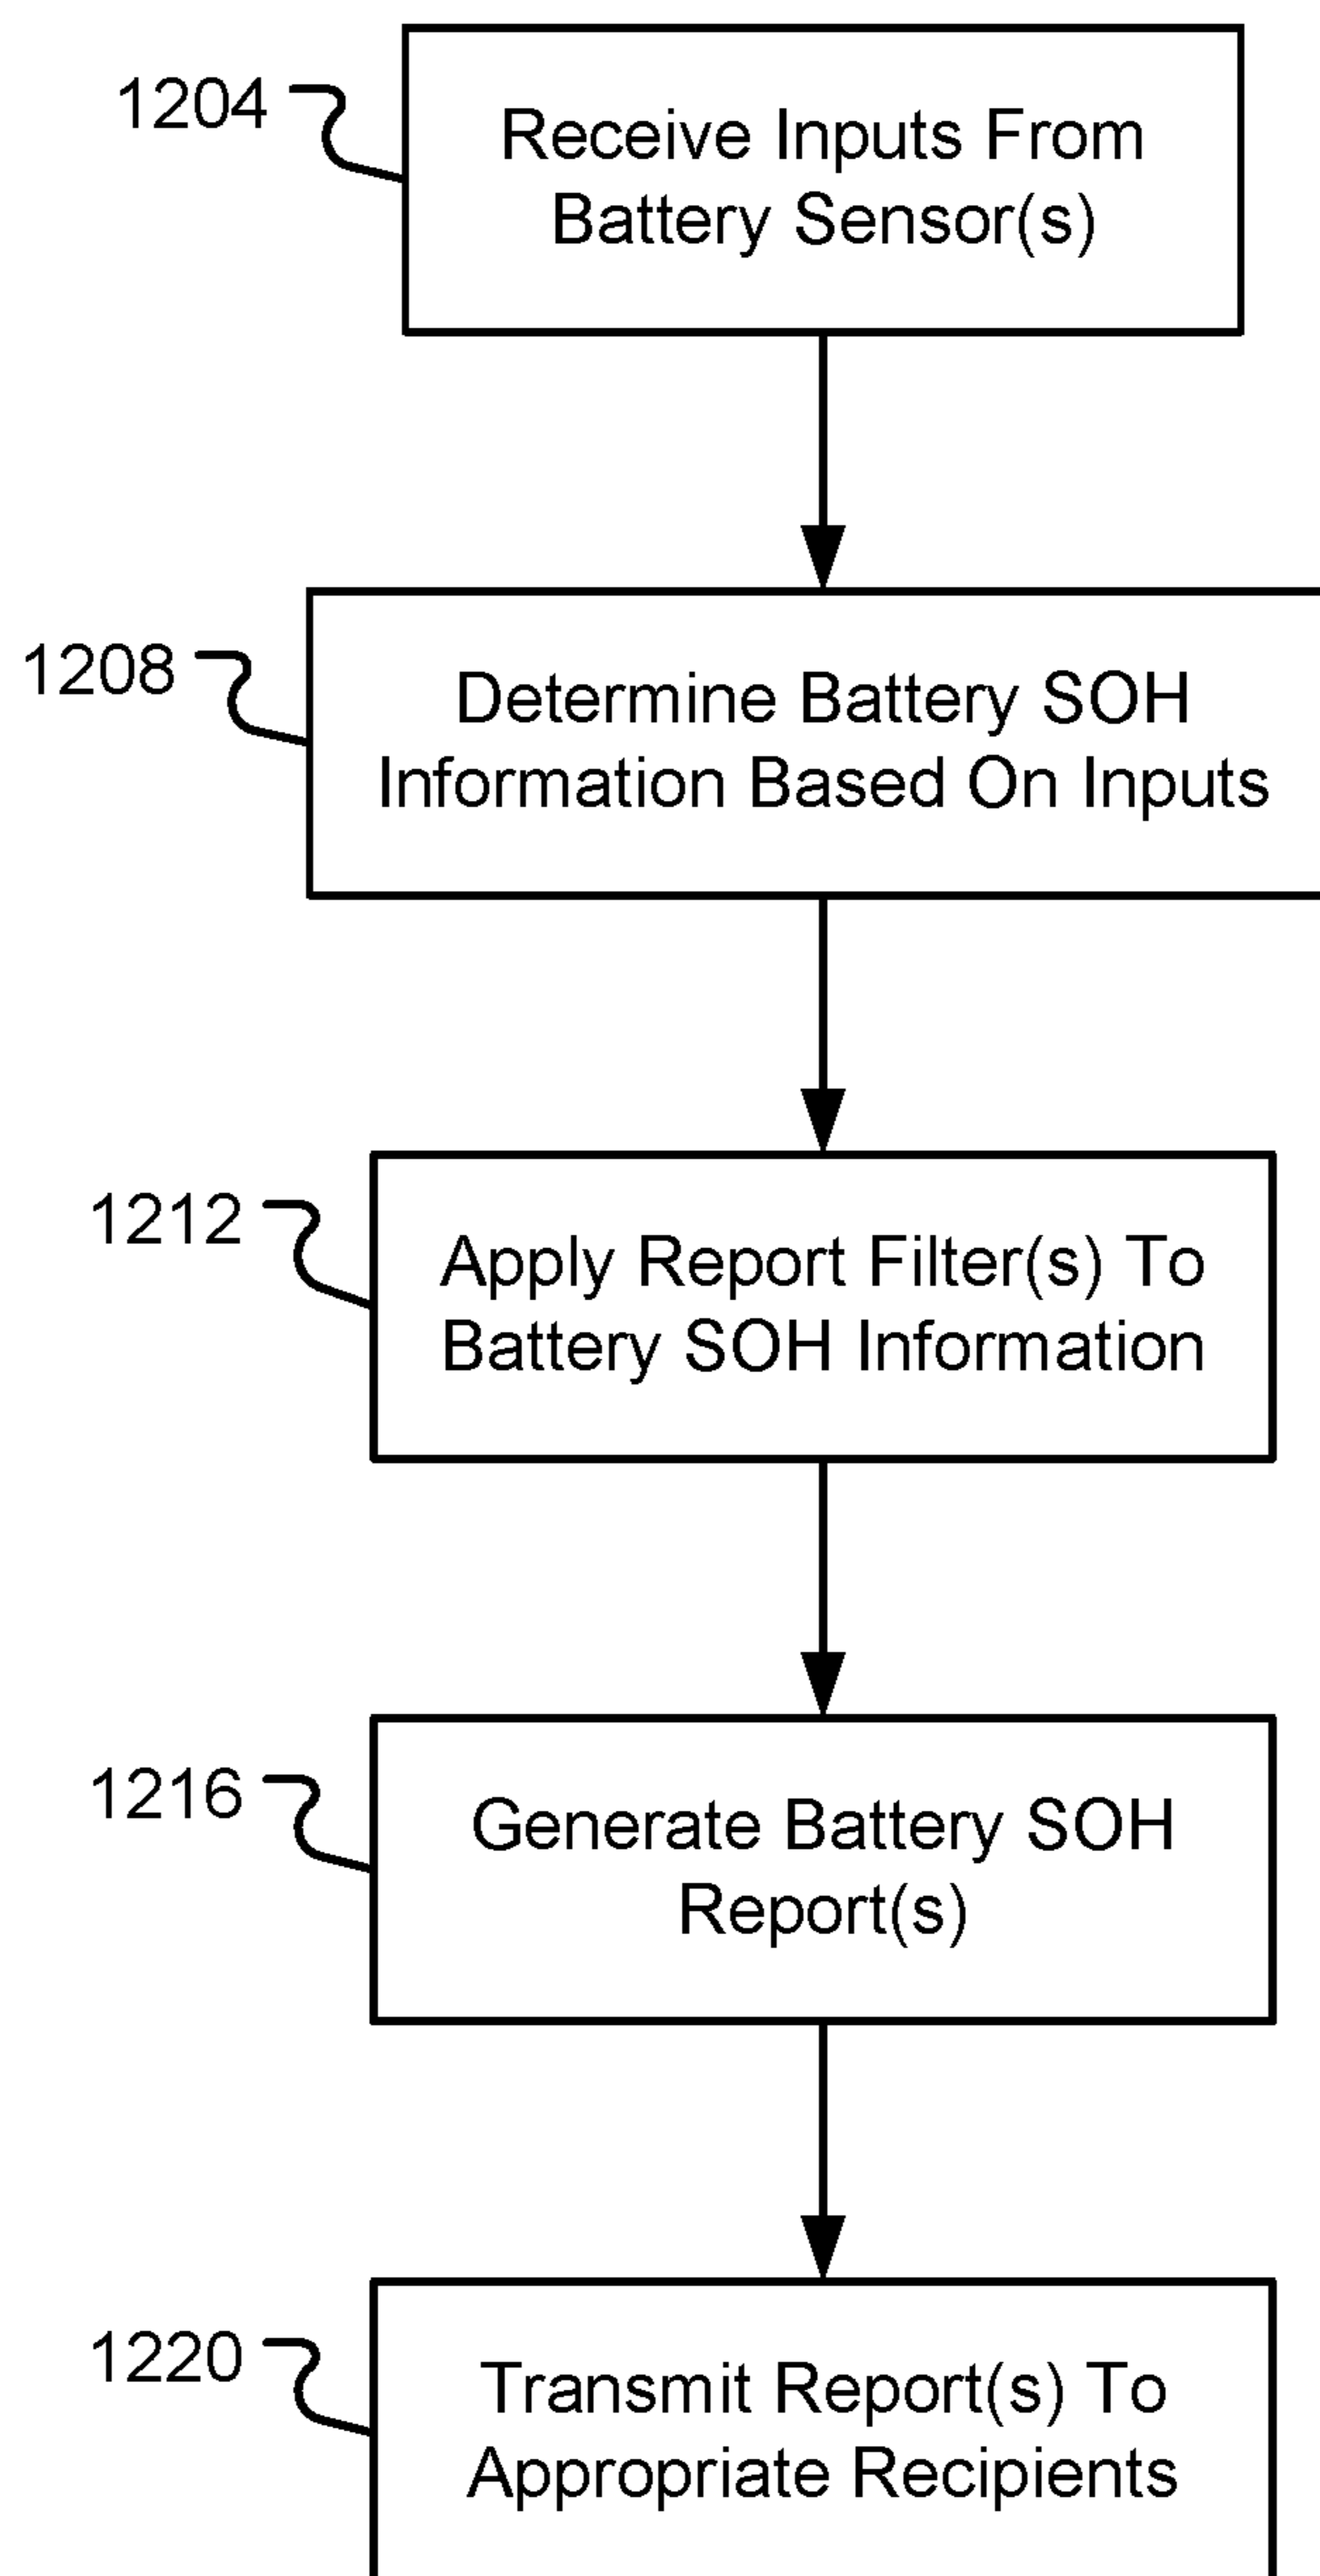 1204
Receive Inputs From
Battery Sensor(s)
1208
Determine Battery SOH
Information Based On Inputs
1212
Apply Report Filter(s) To
Battery SOH Information
1216
Generate Battery SOH
Report(s)
1220
Transmit Report(s) To
Appropriate Recipients